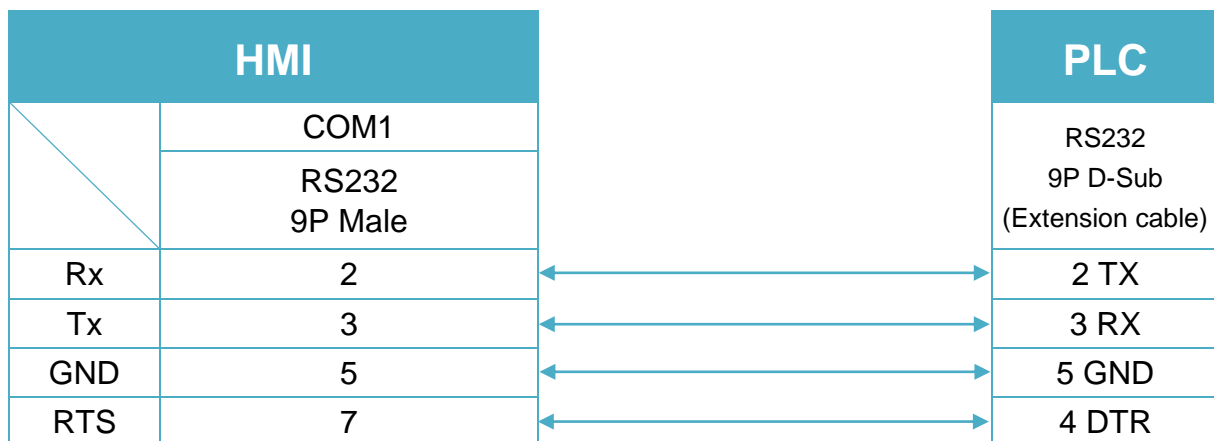 HMI
PLC
COM1
RS232
9P Male
RS232
9P D-Sub
(Extension cable)
Rx 2 2 TX
Tx 3 3 RX
GND 5 5 GND
RTS 7 4 DTR